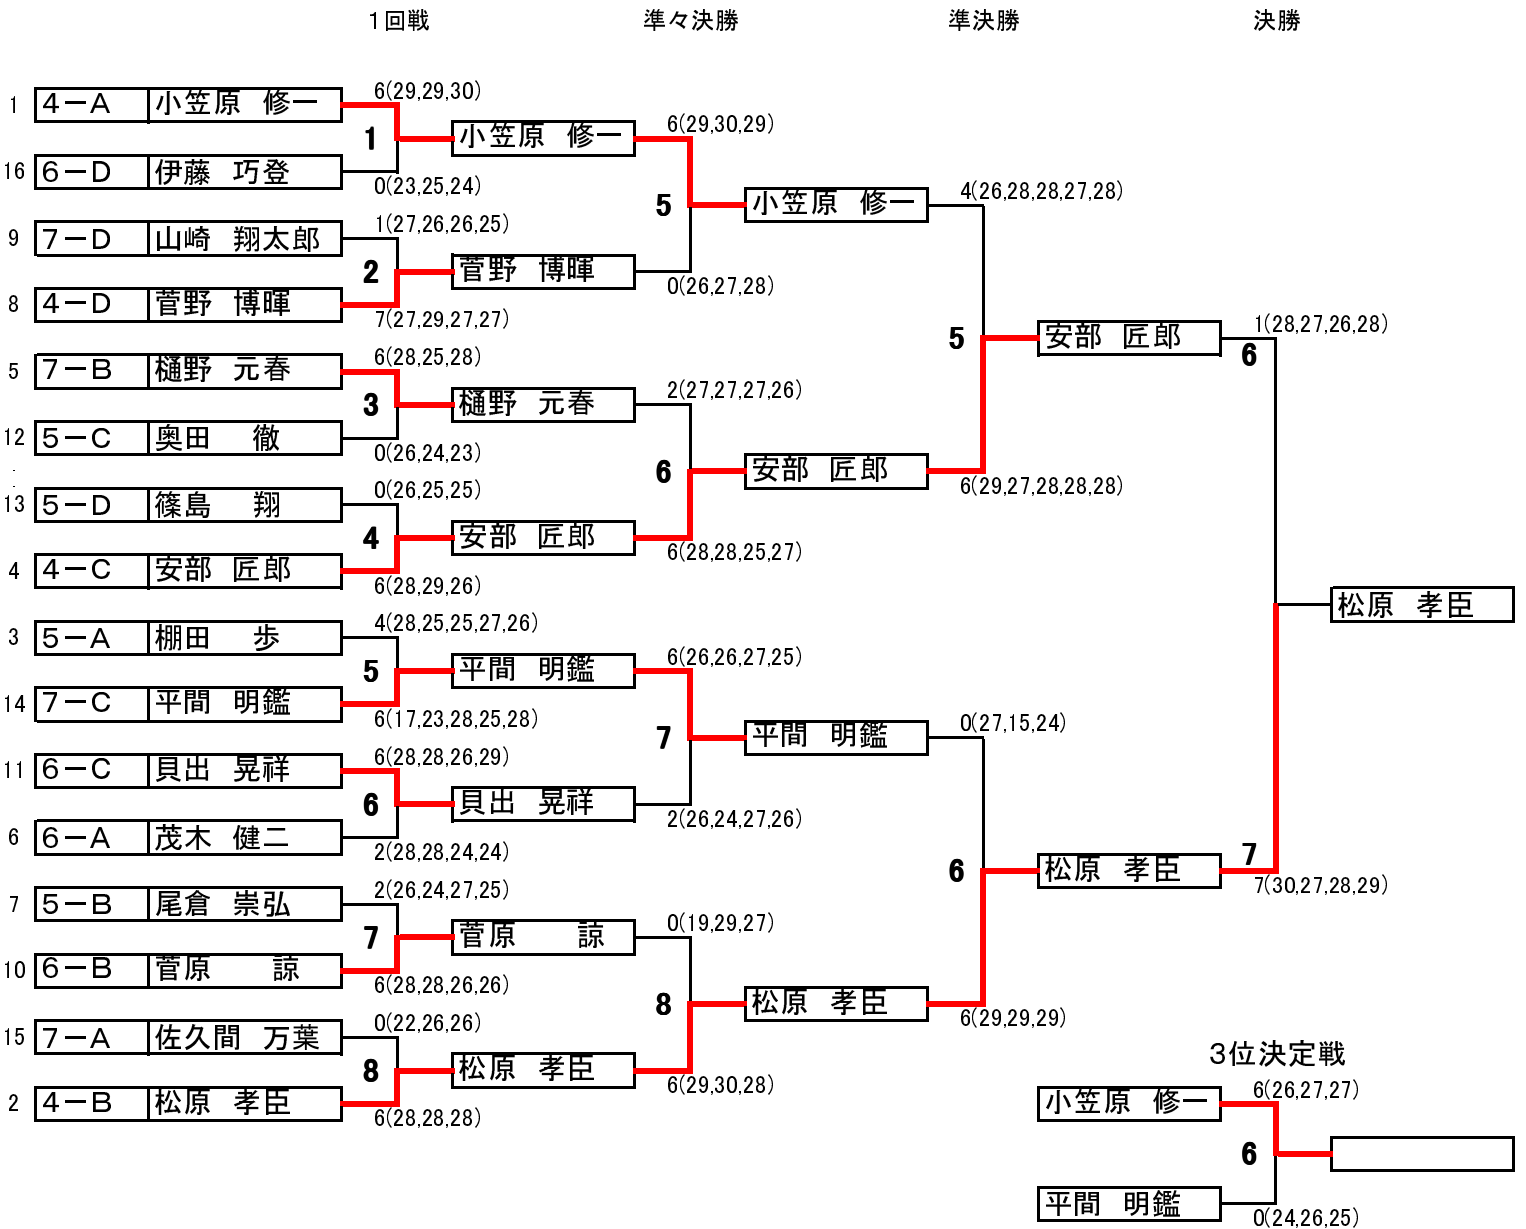 １回戦 準々決勝 準決勝 決勝
6(29,29,30)
1 ４－Ａ 小笠原 修一
6(29,30,29)
1 小笠原 修一
16 ６－Ｄ 伊藤 巧登
0(23,25,24)
4(26,28,28,27,28)
5 小笠原 修一
1(27,26,26,25)
9 ７－Ｄ 山崎 翔太郎
2 菅野 博暉
0(26,27,28)
8 ４－Ｄ 菅野 博暉
7(27,29,27,27)
1(28,27,26,28)
5 安部 匠郎
6
6(28,25,28)
5 ７－Ｂ 樋野 元春
2(27,27,27,26)
3 樋野 元春
12 ５－Ｃ 奥田 徹
0(26,24,23)
6 安部 匠郎
6(29,27,28,28,28)
0(26,25,25)
13 ５－Ｄ 篠島 翔
4 安部 匠郎
6(28,28,25,27)
4 ４－Ｃ 安部 匠郎
6(28,29,26)
松原 孝臣
4(28,25,25,27,26)
3 ５－Ａ 棚田 歩
6(26,26,27,25)
5 平間 明鑑
14 ７－Ｃ 平間 明鑑
6(17,23,28,25,28)
0(27,15,24)
7 平間 明鑑
6(28,28,26,29)
11 ６－Ｃ 貝出 晃祥
6 貝出 晃祥
2(26,24,27,26)
6 ６－Ａ 茂木 健二
2(28,28,24,24)
7
6 松原 孝臣
7(30,27,28,29)
2(26,24,27,25)
7 ５－Ｂ 尾倉 崇弘
0(19,29,27)
7 菅原 諒
10 ６－Ｂ 菅原 諒
6(28,28,26,26)
8 松原 孝臣
6(29,29,29)
0(22,26,26)
15 ７－Ａ 佐久間 万葉
8 松原 孝臣
6(29,30,28)
2 ４－Ｂ 松原 孝臣
6(28,28,28)
３位決定戦
小笠原 修一 6(26,27,27)
6
平間 明鑑 0(24,26,25)